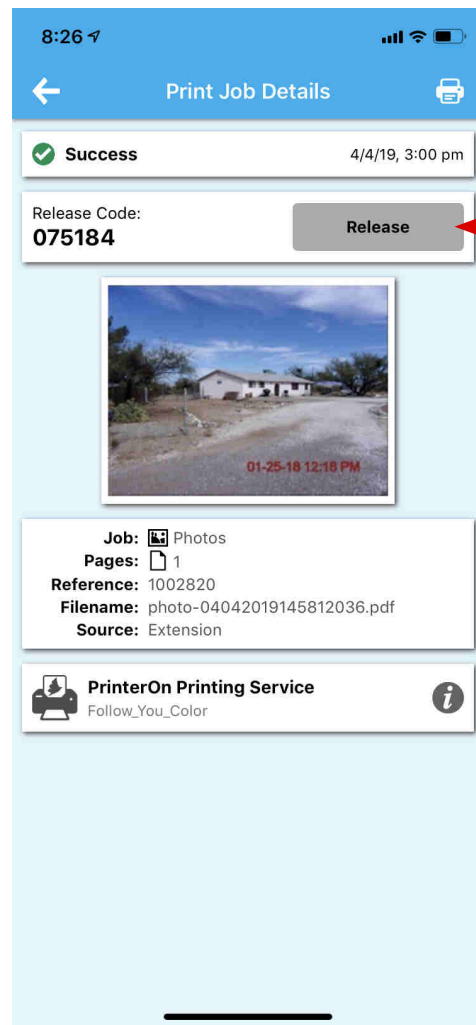 8:26
Print Job Details
Success 4/4/19, 3:00 pm
Release Code:
075184
Release
01-25-18 12:18 PM
Job: Photos
Pages: 1
Reference: 1002820
Filename: photo-04042019145812036.pdf
Source: Extension
PrinterOn Printing Service
Follow_You_Color